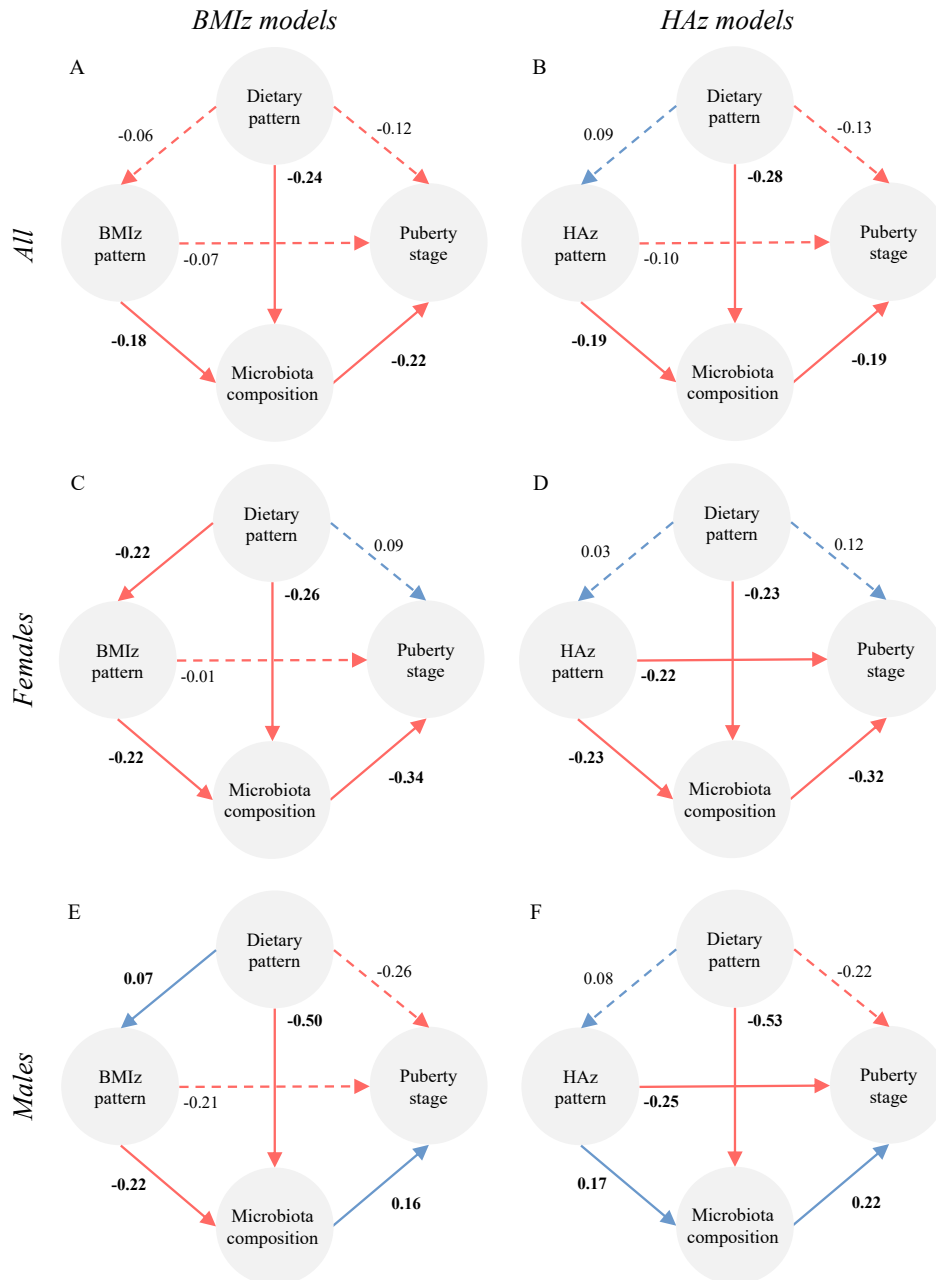 BMIz models
HAz models
All
A
Dietary
pattern
-0.06
-0.12
-0.24
BMIz
pattern
Puberty
stage
-0.07
-0.18
-0.22
Microbiota
composition
B
Dietary
pattern
0.09
-0.13
-0.28
HAz
pattern
Puberty
stage
-0.10
-0.19
-0.19
Microbiota
composition
Females
C
Dietary
pattern
-0.22
0.09
-0.26
BMIz
pattern
Puberty
stage
-0.01
-0.22
-0.34
Microbiota
composition
D
Dietary
pattern
0.03
0.12
-0.23
HAz
pattern
Puberty
stage
-0.22
-0.23
-0.32
Microbiota
composition
Males
E
Dietary
pattern
0.07
-0.26
-0.50
BMIz
pattern
Puberty
stage
-0.21
-0.22
0.16
Microbiota
composition
F
Dietary
pattern
0.08
-0.22
-0.53
HAz
pattern
Puberty
stage
-0.25
0.17
0.22
Microbiota
composition